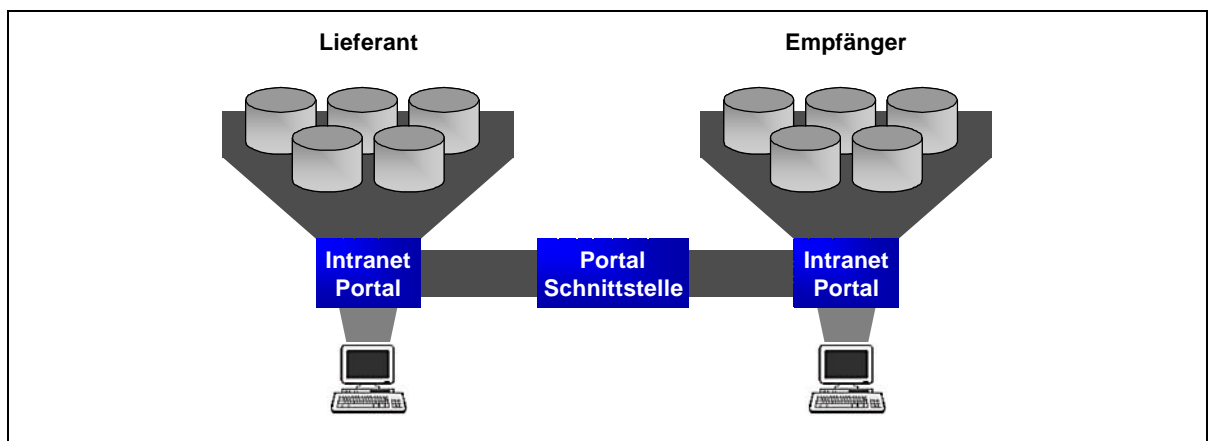 Lieferant
Empfänger
Intranet
Portal
Portal
Schnittstelle
Intranet
Portal